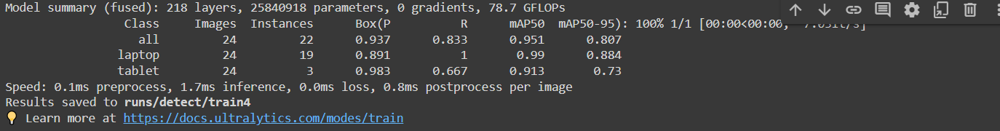 Model summary (fused): 218 layers, 25840918 parameters, 0 gradients, 78.7 GFLOPs
Class Images Instances Box(P R mAP50 mAP50-95): 100% 1/1 [00:00<00:00, 7.05it/s]
all 24 22 0.937 0.833 0.951 0.807
laptop 24 19 0.891 1 0.99 0.884
tablet 24 3 0.983 0.667 0.913 0.73
Speed: 0.1ms preprocess, 1.7ms inference, 0.0ms loss, 0.8ms postprocess per image
Results saved to runs/detect/train4
💡 Learn more at https://docs.ultralytics.com/modes/train